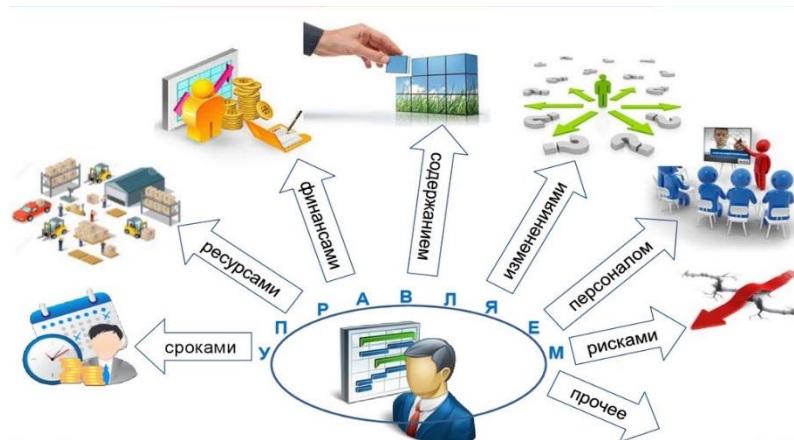 сроками
ресурсами
финансами
содержанием
изменениями
персоналом
рисками
прочее
УПРАВЛЯЕМ